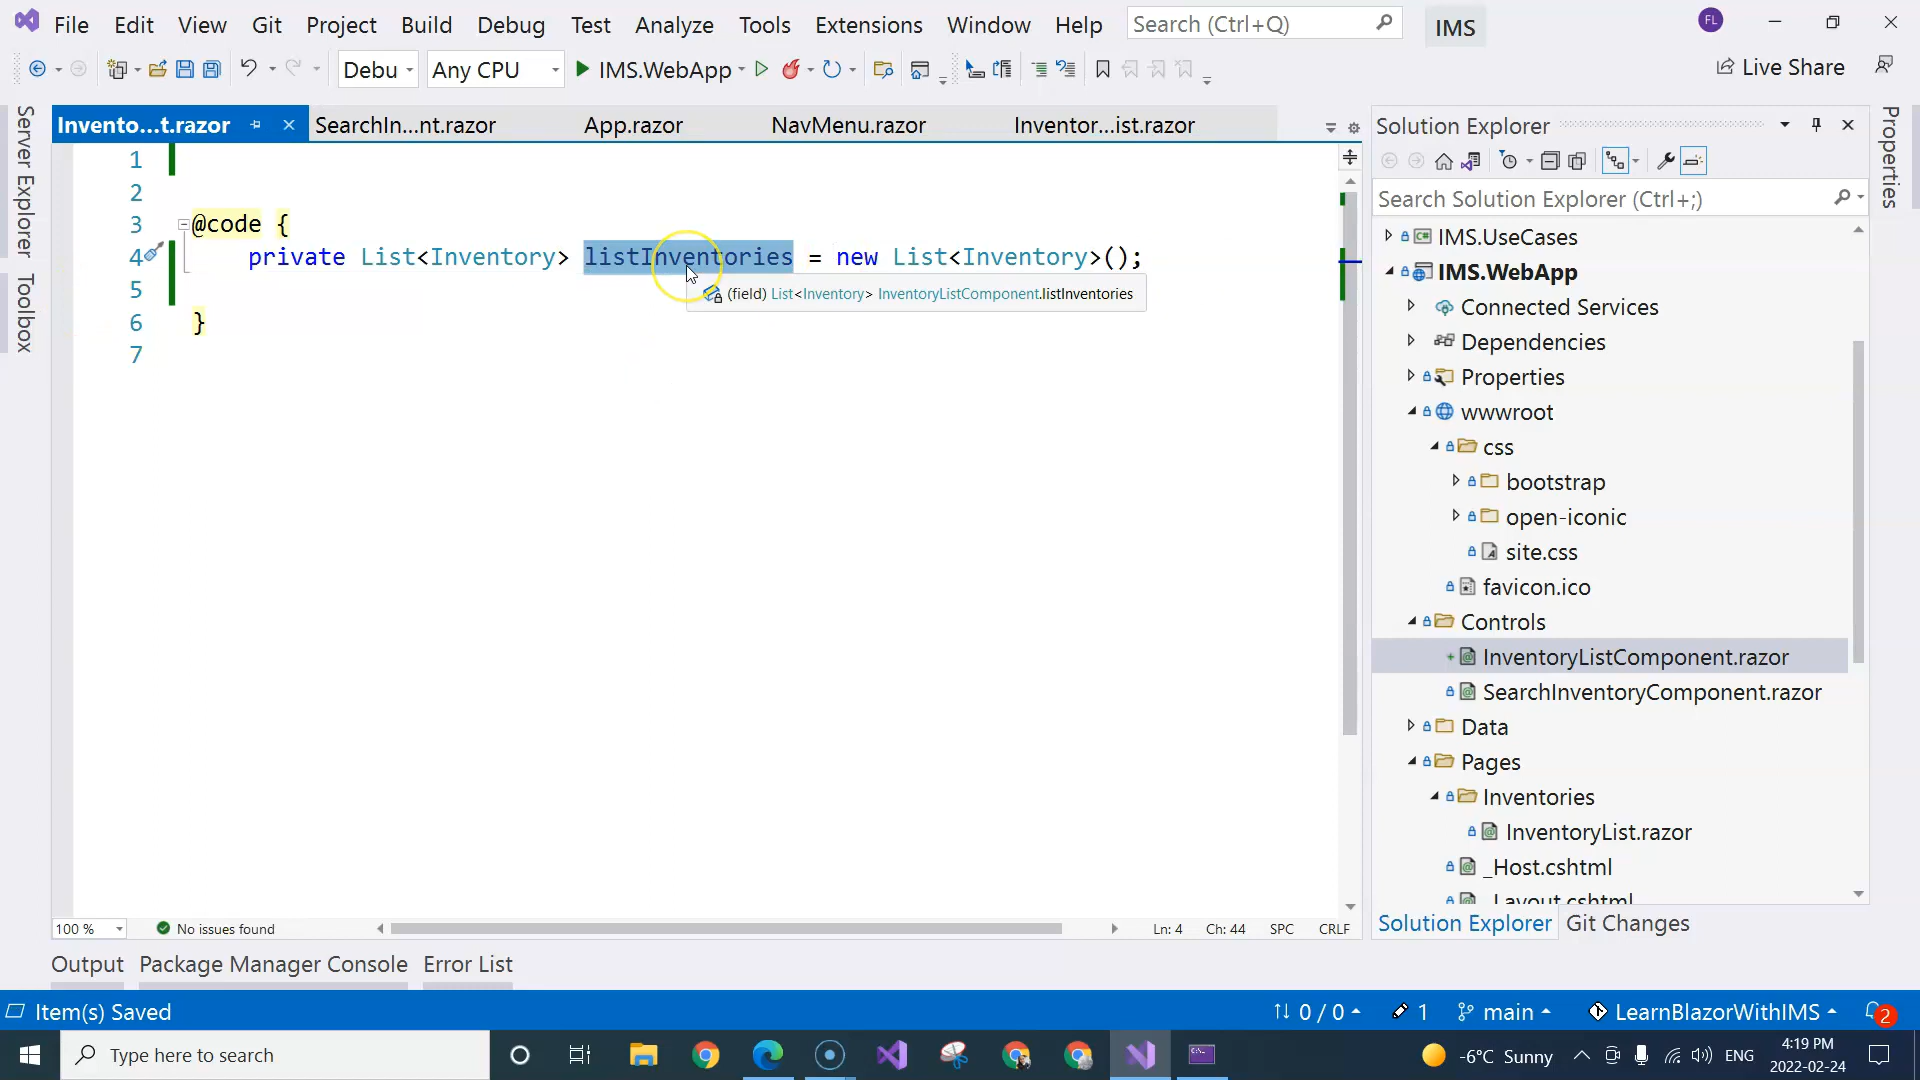 File Edit View Git Project Build Debug Test Analyze Tools Extensions Window Help Search (Ctrl+Q) IMS FL
Debu Any CPU IMS.WebApp Live Share
Invento...t.razor SearchIn...nt.razor App.razor NavMenu.razor Inventor...ist.razor
Server Explorer
Toolbox
1
2
3 @code {
4 private List<Inventory> listInventories = new List<Inventory>();
5
6 }
7
(field) List<Inventory> InventoryListComponent.listInventories
100 % No issues found Ln: 4 Ch: 44 SPC CRLF
Output Package Manager Console Error List
Solution Explorer
Search Solution Explorer (Ctrl+;)
IMS.UseCases
IMS.WebApp
Connected Services
Dependencies
Properties
wwwroot
css
bootstrap
open-iconic
site.css
favicon.ico
Controls
InventoryListComponent.razor
SearchInventoryComponent.razor
Data
Pages
Inventories
InventoryList.razor
_Host.cshtml
_Layout.cshtml
Solution Explorer Git Changes
Properties
Item(s) Saved 0 / 0 1 main LearnBlazorWithIMS 2
Type here to search -6°C Sunny ENG 4:19 PM
2022-02-24